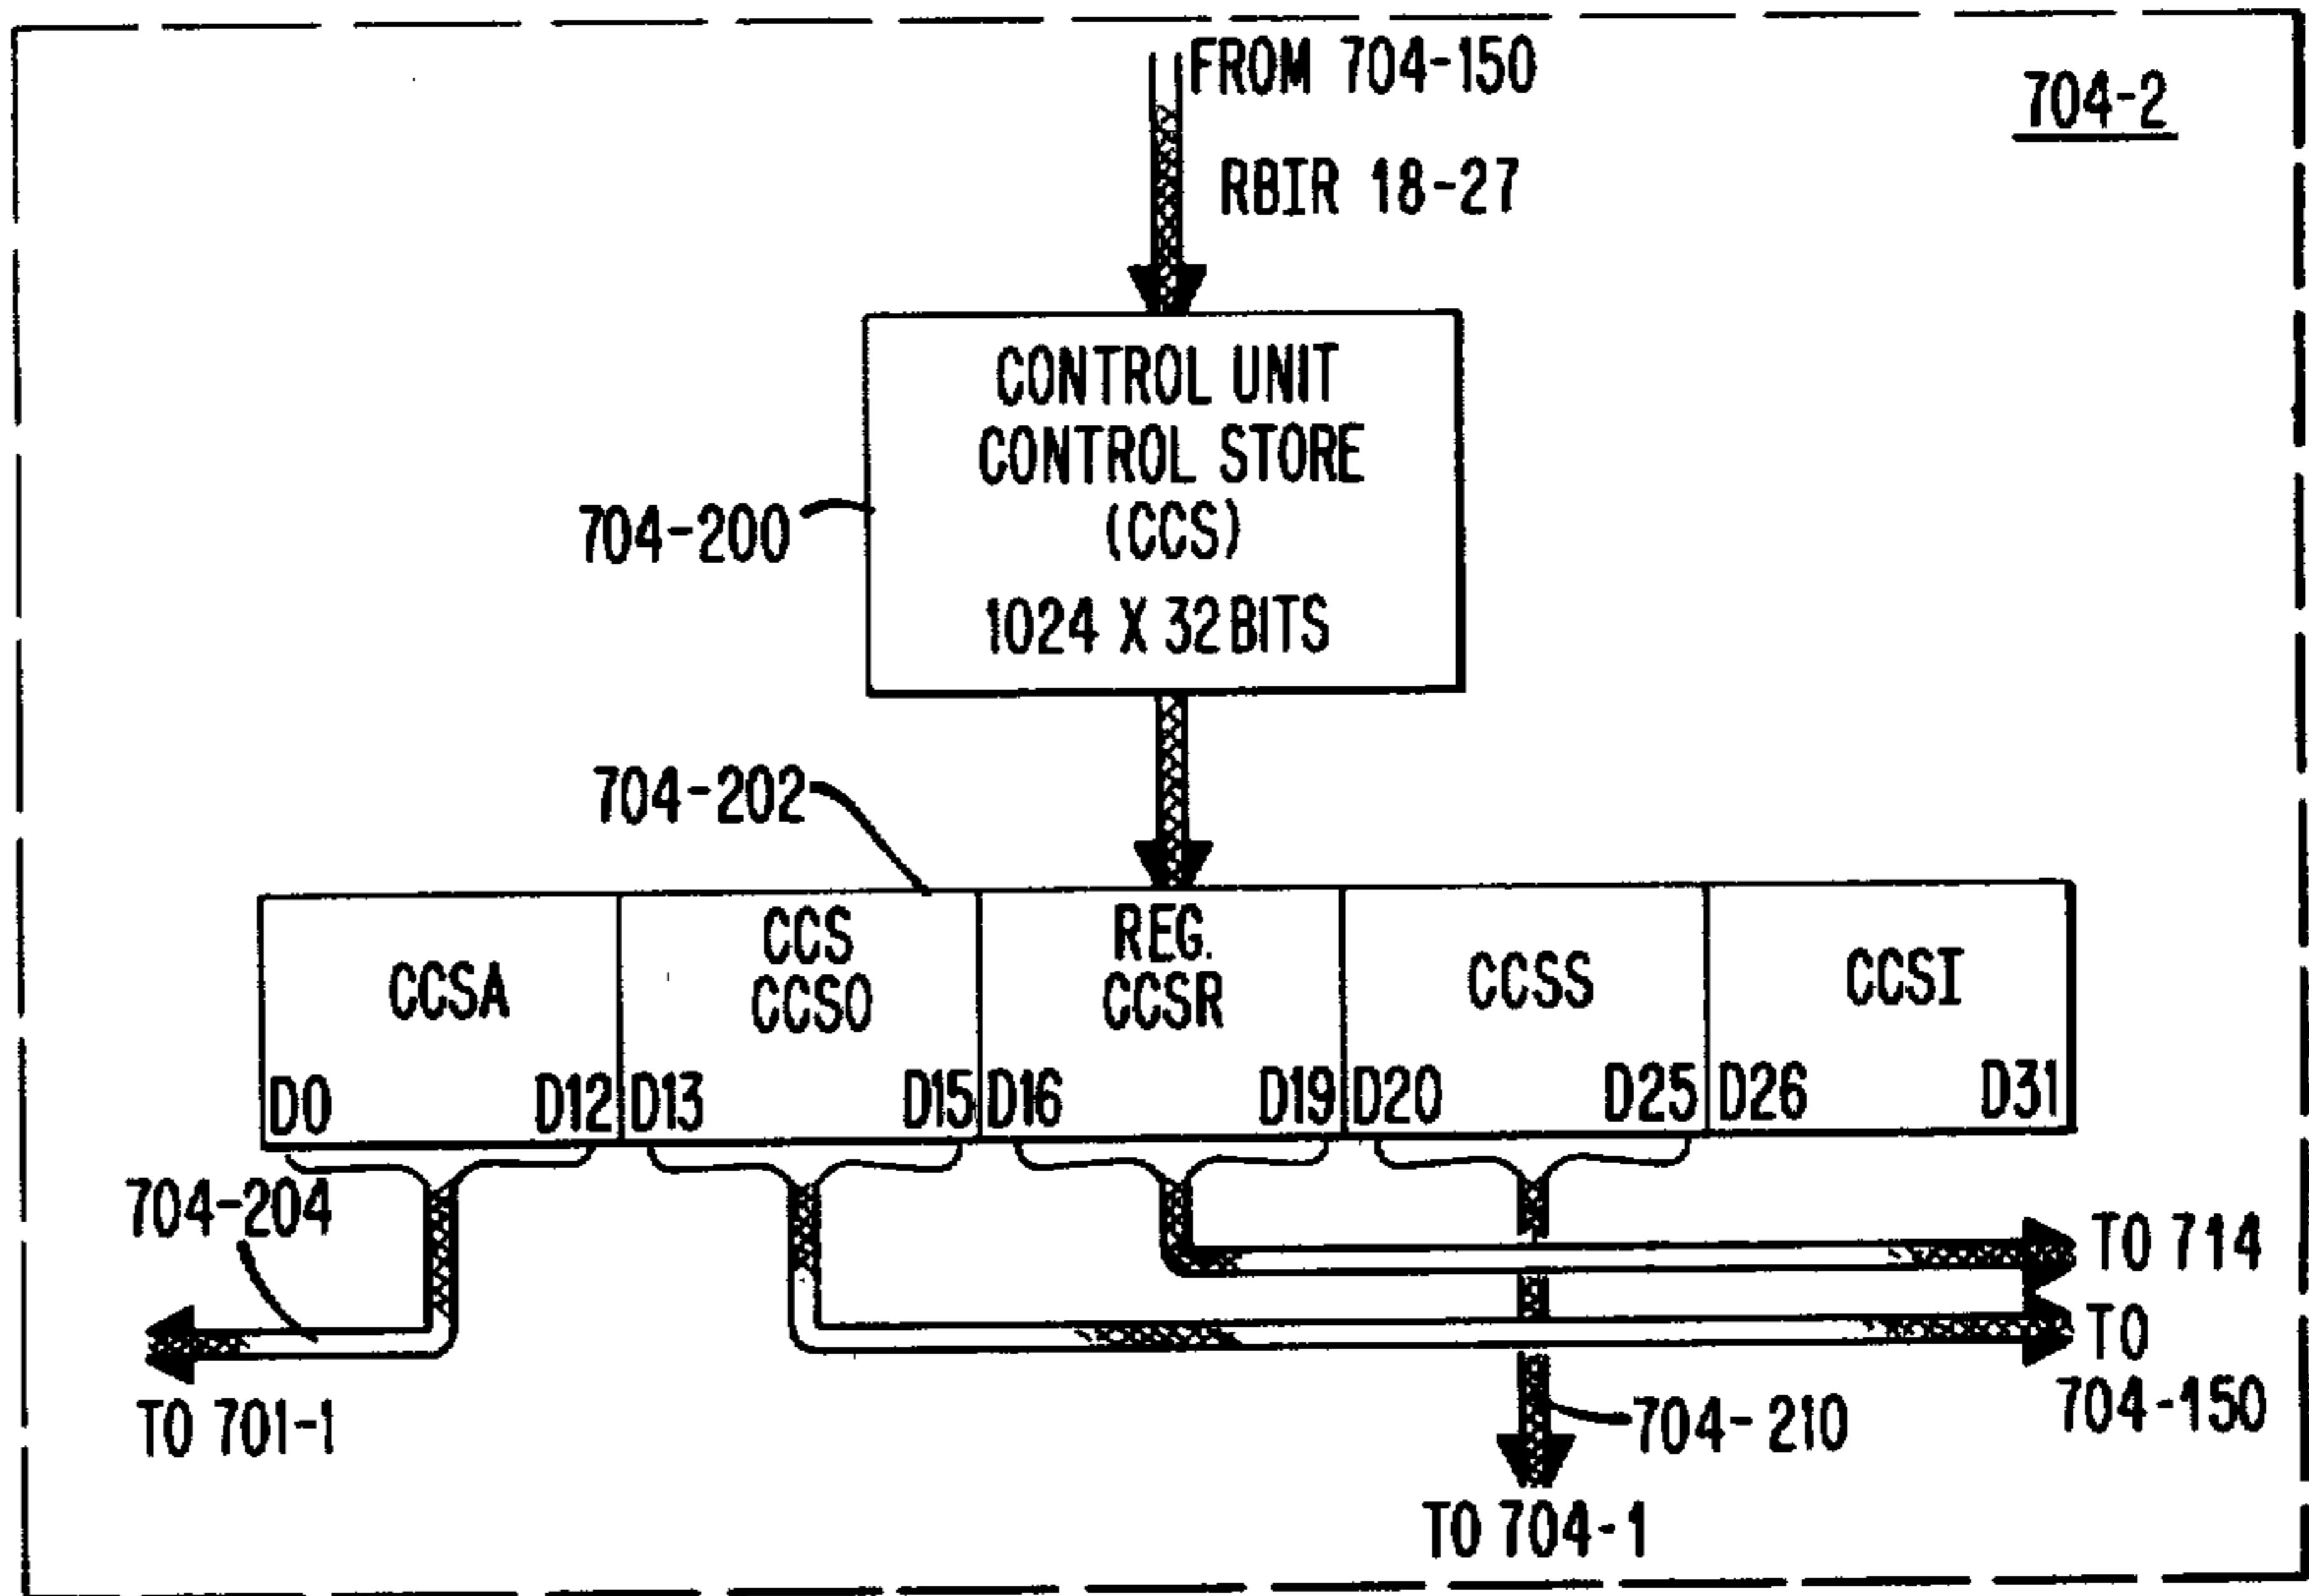 FROM 704-150
704-2
RBIR 18-27
CONTROL UNIT
CONTROL STORE
(CCS)
1024 X 32 BITS
704-200
704-202
CCSA
CCS
CCSO
REG.
CCSR
CCSS
CCSI
D0 D12 D13 D15 D16 D19 D20 D25 D26 D31
704-204
TO 714
TO
704-150
TO 701-1
704-210
TO 704-1